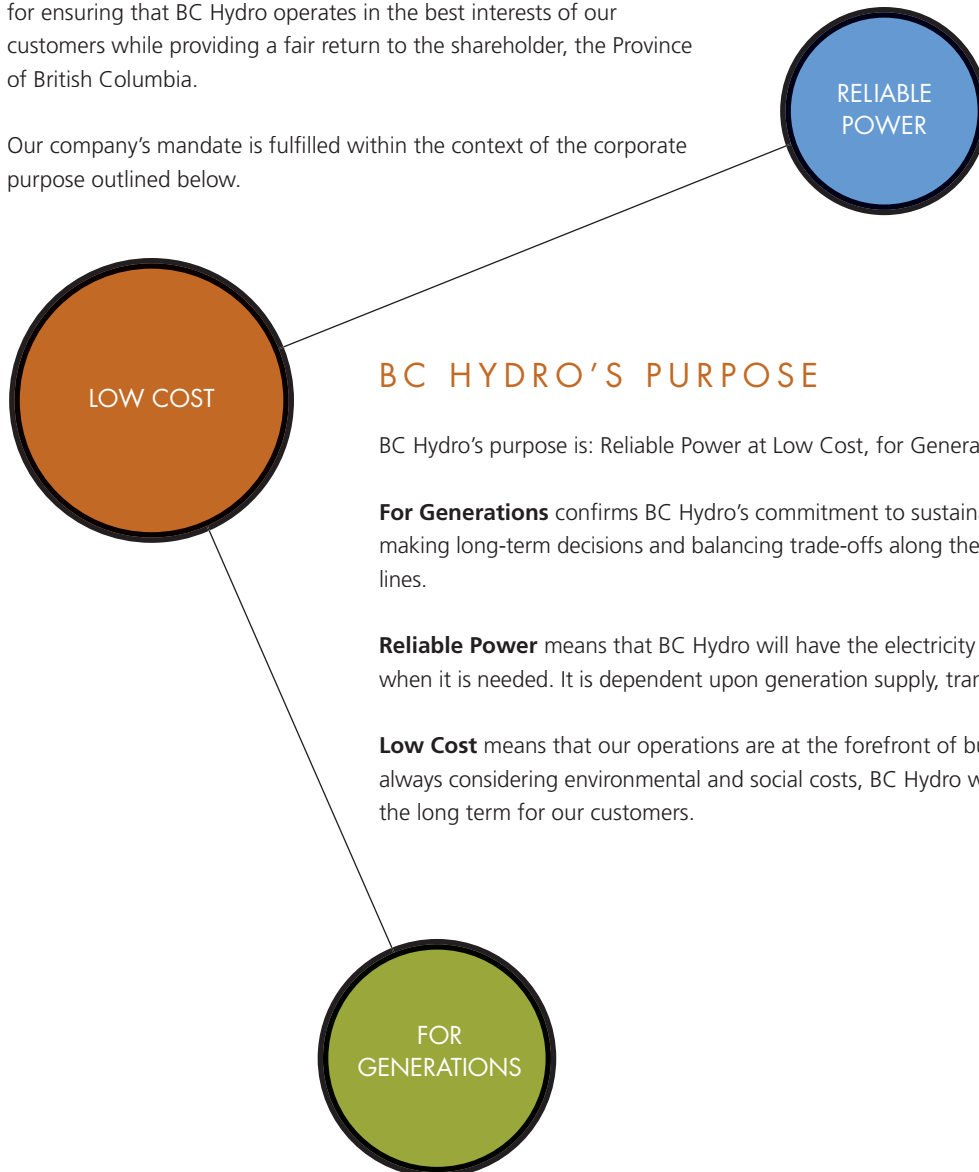 for ensuring that BC Hydro operates in the best interests of our
customers while providing a fair return to the shareholder, the Province
of British Columbia.
Our company’s mandate is fulfilled within the context of the corporate
purpose outlined below.
RELIABLE
POWER
LOW COST
BC HYDRO’S PURPOSE
BC Hydro’s purpose is: Reliable Power at Low Cost, for
For Generations confirms BC Hydro’s commitment to
making long-term decisions and balancing trade-offs along the
lines.
Reliable Power means that BC Hydro will have the electricity
when it is needed. It is dependent upon generation supply,
Low Cost means that our operations are at the forefront of
always considering environmental and social costs, BC Hydro
the long term for our customers.
FOR
GENERATIONS